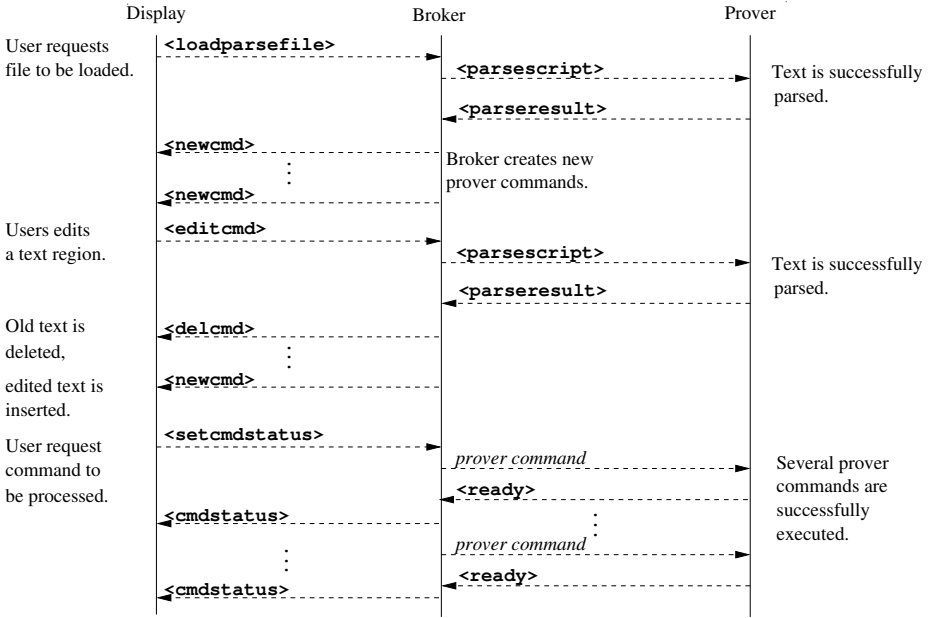 Display
Broker
Prover
User requests
file to be loaded.
<loadparsefile>
<parsescript>
Text is successfully
parsed.
<parseresult>
<newcmd>
Broker creates new
prover commands.
<newcmd>
Users edits
a text region.
<editcmd>
<parsescript>
Text is successfully
parsed.
<parseresult>
Old text is
deleted,
<delcmd>
edited text is
inserted.
<newcmd>
User request
command to
be processed.
<setcmdstatus>
prover command
Several prover
commands are
successfully
executed.
<ready>
<cmdstatus>
prover command
<ready>
<cmdstatus>